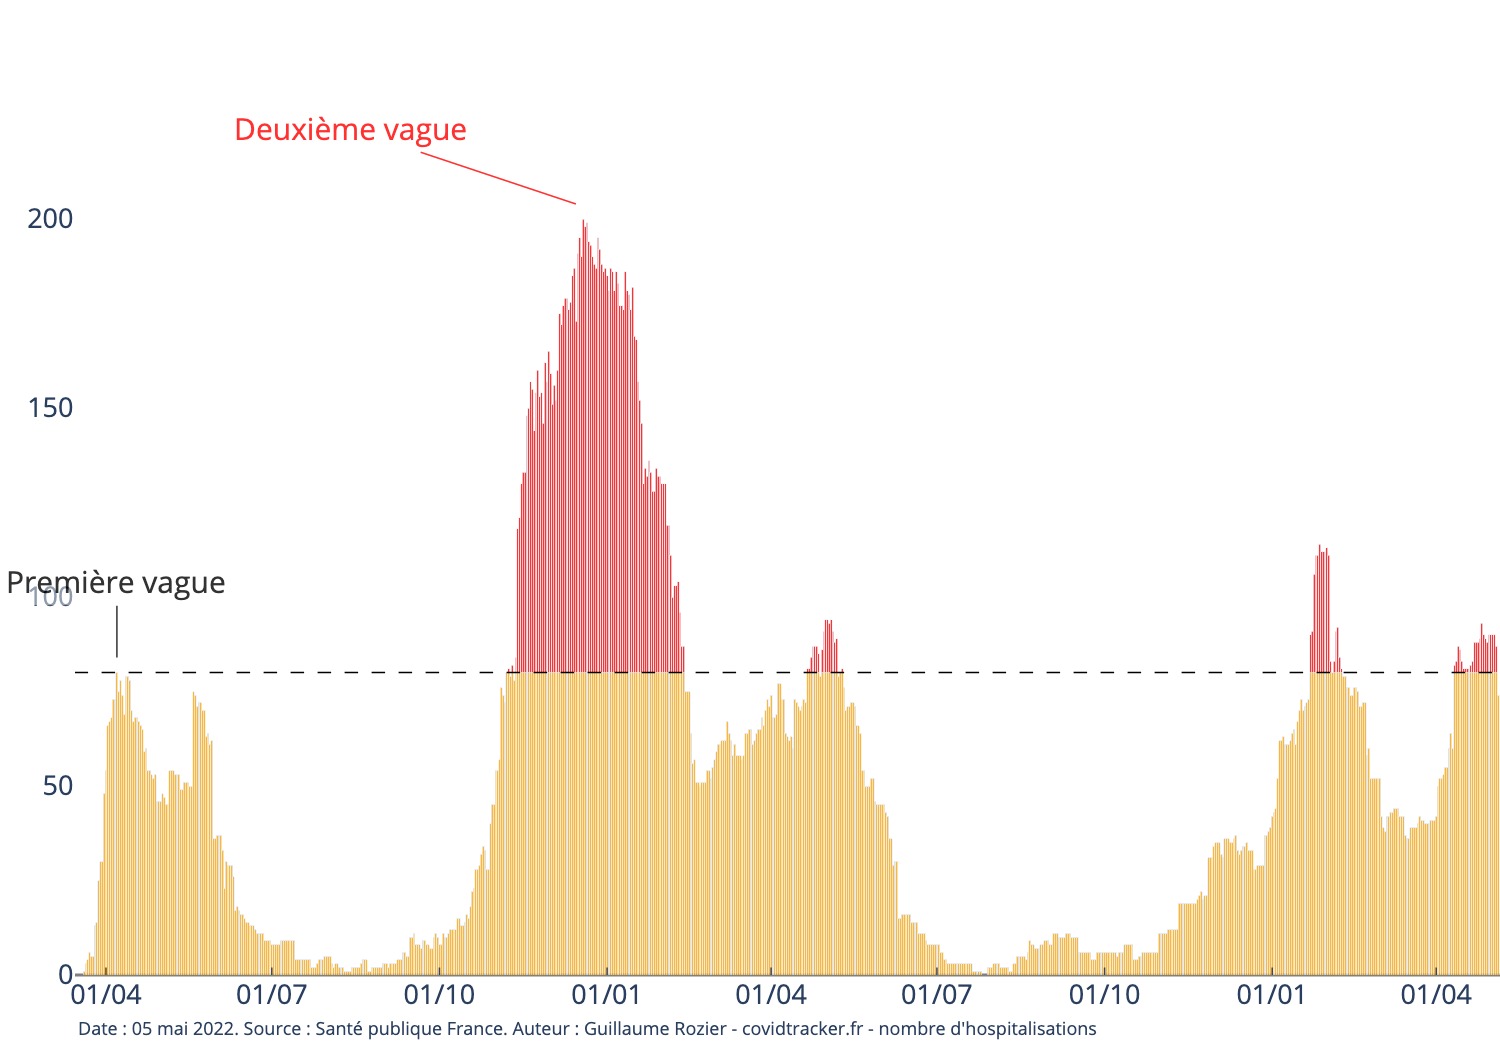 Deuxième vague
200
150
Première vague
100
50
0
01/04 01/07 01/10 01/01 01/04 01/07 01/10 01/01 01/04
Date : 05 mai 2022. Source : Santé publique France. Auteur : Guillaume Rozier - covidtracker.fr - nombre d'hospitalisations